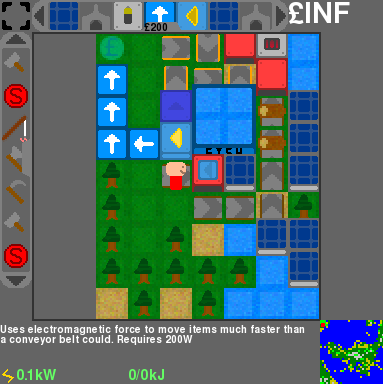 £INF
£200
FISH
Uses electromagnetic force to move items much faster than
a conveyor belt could. Requires 200W
0.1kW
0/0kJ